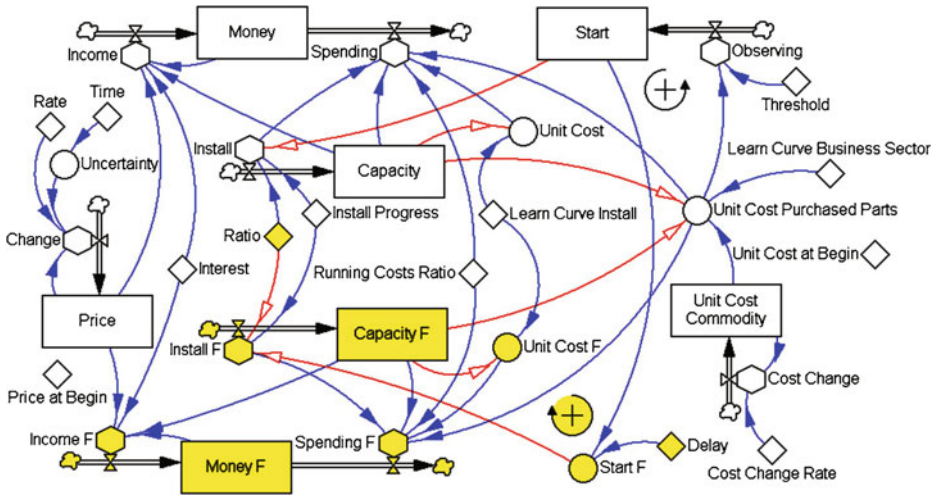 Money
Start
Income
Spending
Observing
Rate
Time
Threshold
Uncertainty
Install
Unit Cost
Learn Curve Business Sector
Capacity
Install Progress
Learn Curve Install
Unit Cost Purchased Parts
Change
Ratio
Interest
Running Costs Ratio
Unit Cost at Begin
Price
Unit Cost
Commodity
Capacity F
Install F
Unit Cost F
Price at Begin
Cost Change
Income F
Spending F
Delay
Money F
Start F
Cost Change Rate